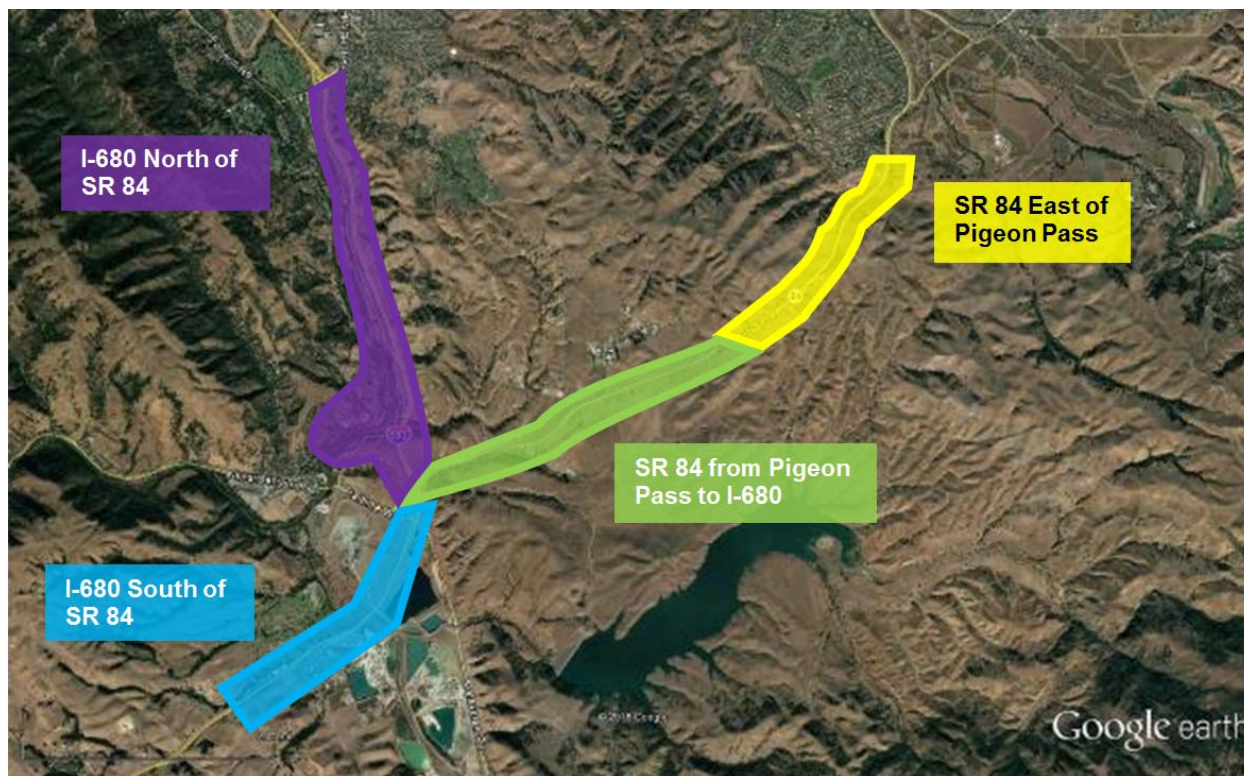 I-680 North of
SR 84
SR 84 East of
Pigeon Pass
SR 84 from Pigeon
Pass to I-680
I-680 South of
SR 84
Google earth